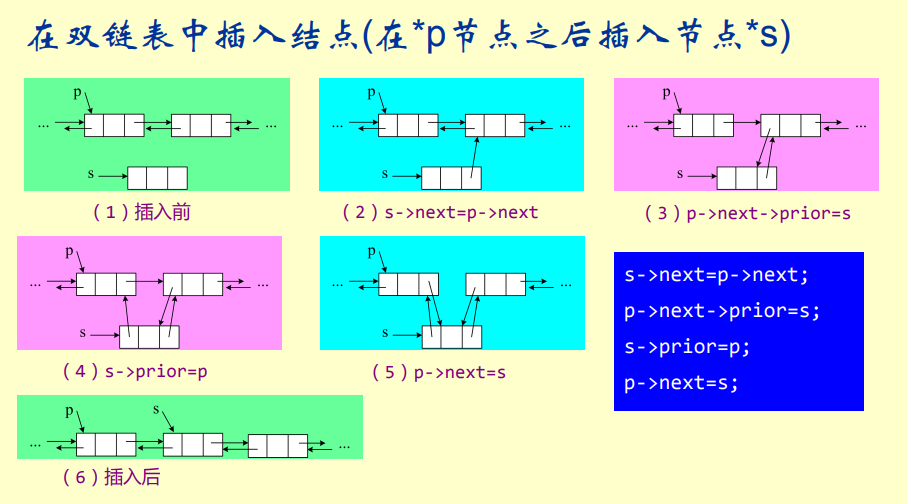 在双链表中插入结点(在*p节点之后插入节点*s)
p
... ...
s
(1)插入前
p
... ...
s
(2)s->next=p->next
p
... ...
s
(3)p->next->prior=s
p
... ...
s
(4)s->prior=p
p
... ...
s
(5)p->next=s
s->next=p->next;
p->next->prior=s;
s->prior=p;
p->next=s;
p s
... ...
(6)插入后